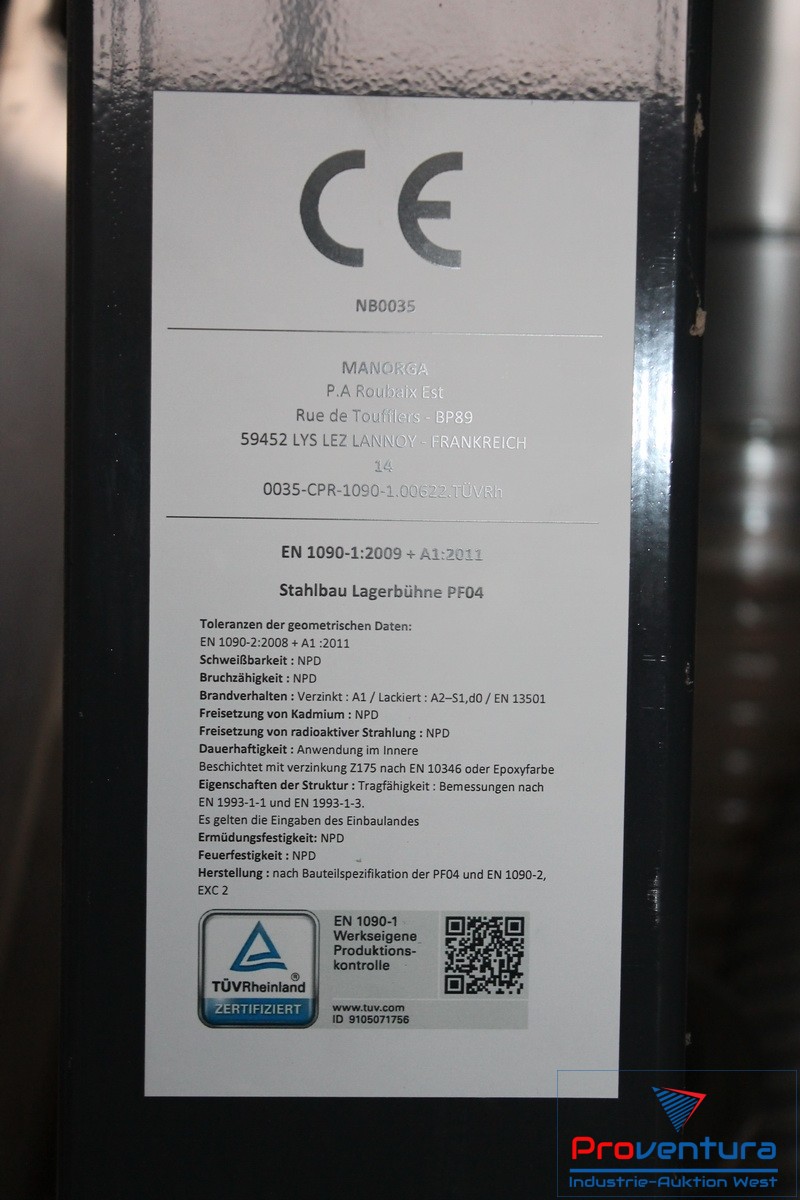 CE
NB0035
MANORGA
P.A Roubaix Est
Rue de Toufflers - BP89
59452 LYS LEZ LANNOY - FRANKREICH
14
0035-CPR-1090-1.00622.TÜVRh
EN 1090-1:2009 + A1:2011
Stahlbau Lagerbühne PF04
Toleranzen der geometrischen Daten:
EN 1090-2:2008 + A1 :2011
Schweißbarkeit : NPD
Bruchzähigkeit : NPD
Brandverhalten : Verzinkt : A1 / Lackiert : A2–S1,d0 / EN 13501
Freisetzung von Kadmium : NPD
Freisetzung von radioaktiver Strahlung : NPD
Dauerhaftigkeit : Anwendung im Innere
Beschichtet mit verzinkung Z175 nach EN 10346 oder Epoxyfarbe
Eigenschaften der Struktur : Tragfähigkeit : Bemessungen nach
EN 1993-1-1 und EN 1993-1-3.
Es gelten die Eingaben des Einbaulandes
Ermüdungsfestigkeit: NPD
Feuerfestigkeit : NPD
Herstellung : nach Bauteilspezifikation der PF04 und EN 1090-2,
EXC 2
TÜVRheinland®
ZERTIFIZIERT
EN 1090-1
Werkseigene
Produktions-
kontrolle
www.tuv.com
ID 9105071756
Proventura
Industrie-Auktion West